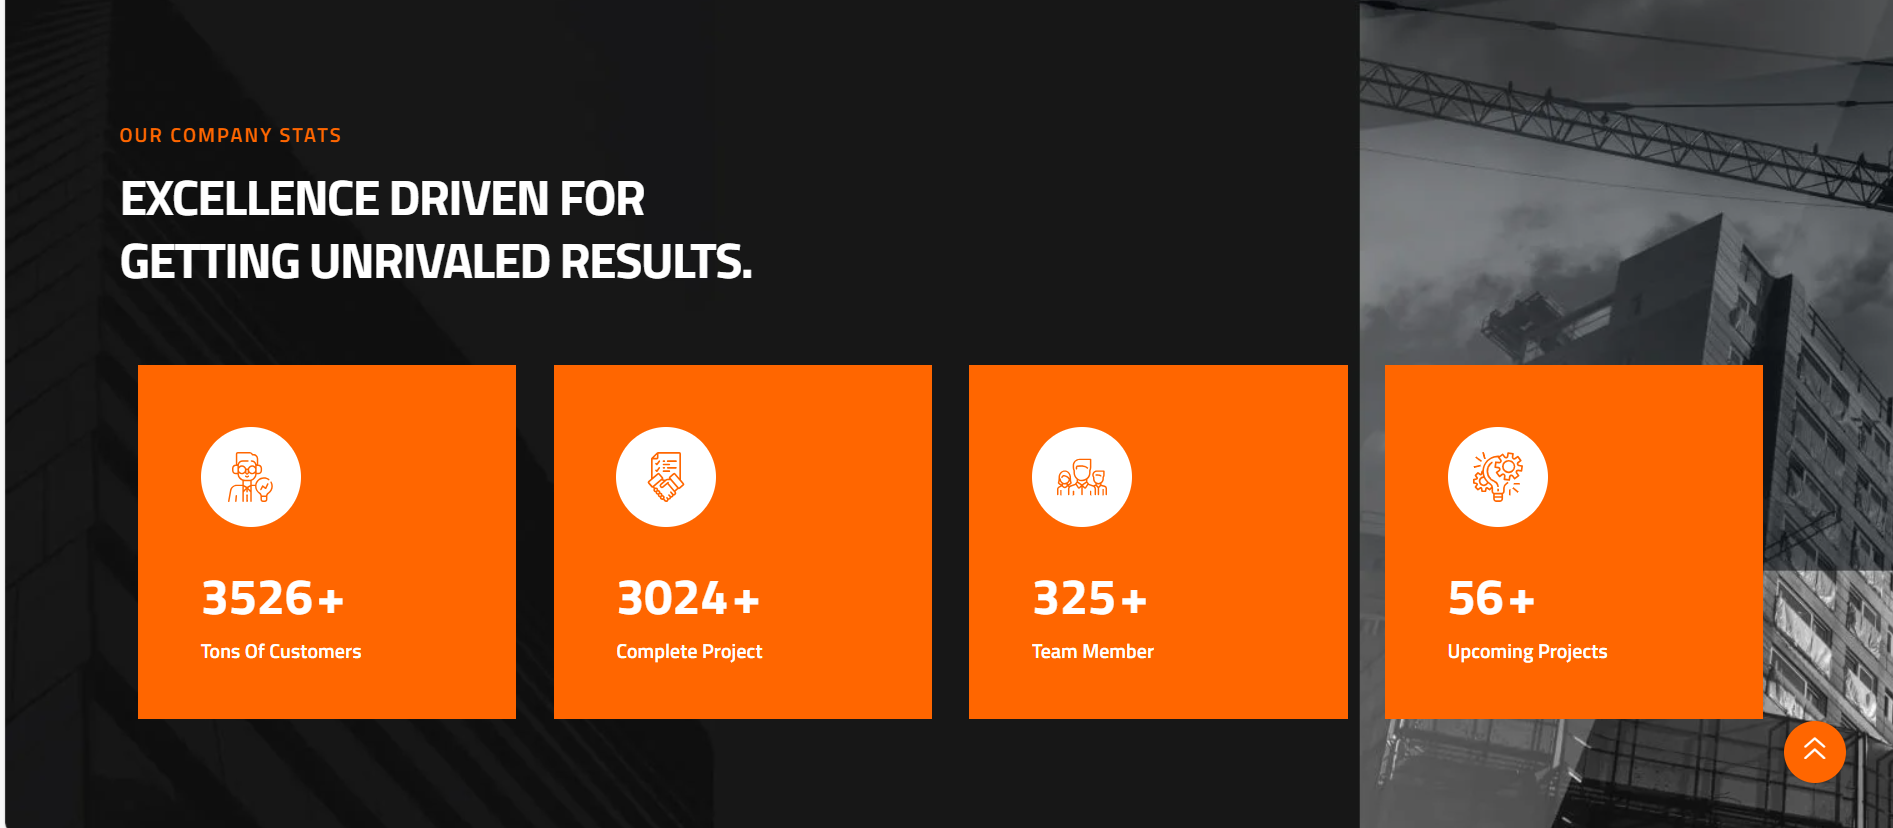 OUR COMPANY STATS
EXCELLENCE DRIVEN FOR
GETTING UNRIVALED RESULTS.
3526+
Tons Of Customers
3024+
Complete Project
325+
Team Member
56+
Upcoming Projects